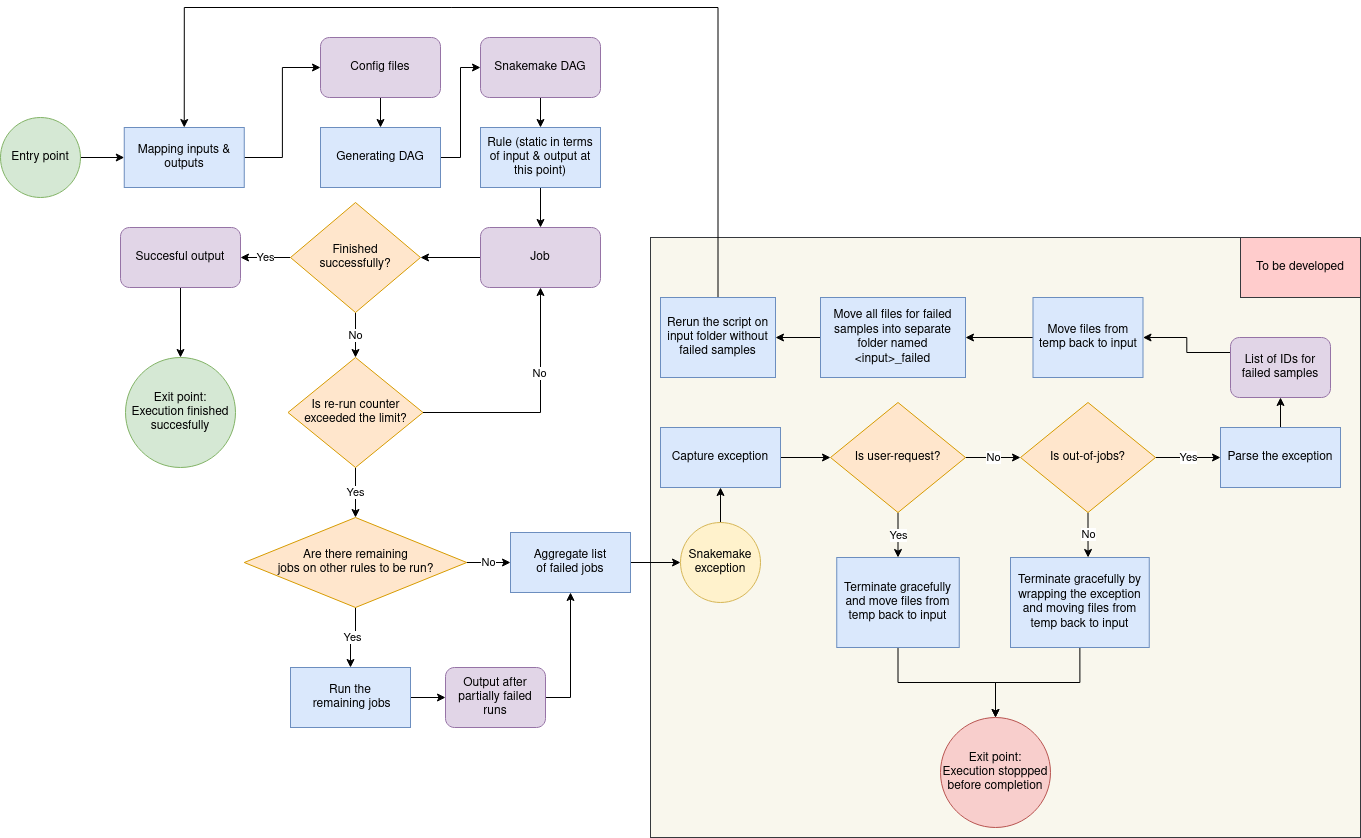 Config files
Snakemake DAG
Entry point
Mapping inputs &
outputs
Generating DAG
Rule (static in terms
of input & output at
this point)
Succesful output
Yes
Finished
successfully?
Job
No
Exit point:
Execution finished
succesfully
Is re-run counter
exceeded the limit?
No
Yes
Are there remaining
jobs on other rules to be run?
No
Aggregate list
of failed jobs
Yes
Run the
remaining jobs
Output after
partially failed
runs
To be developed
Rerun the script on
input folder without
failed samples
Move all files for failed
samples into separate
folder named
<input>_failed
Move files from
temp back to input
List of IDs for
failed samples
Capture exception
Is user-request?
No
Is out-of-jobs?
Yes
Parse the exception
Snakemake
exception
Yes
No
Terminate gracefully
and move files from
temp back to input
Terminate gracefully by
wrapping the exception
and moving files from
temp back to input
Exit point:
Execution stoppped
before completion